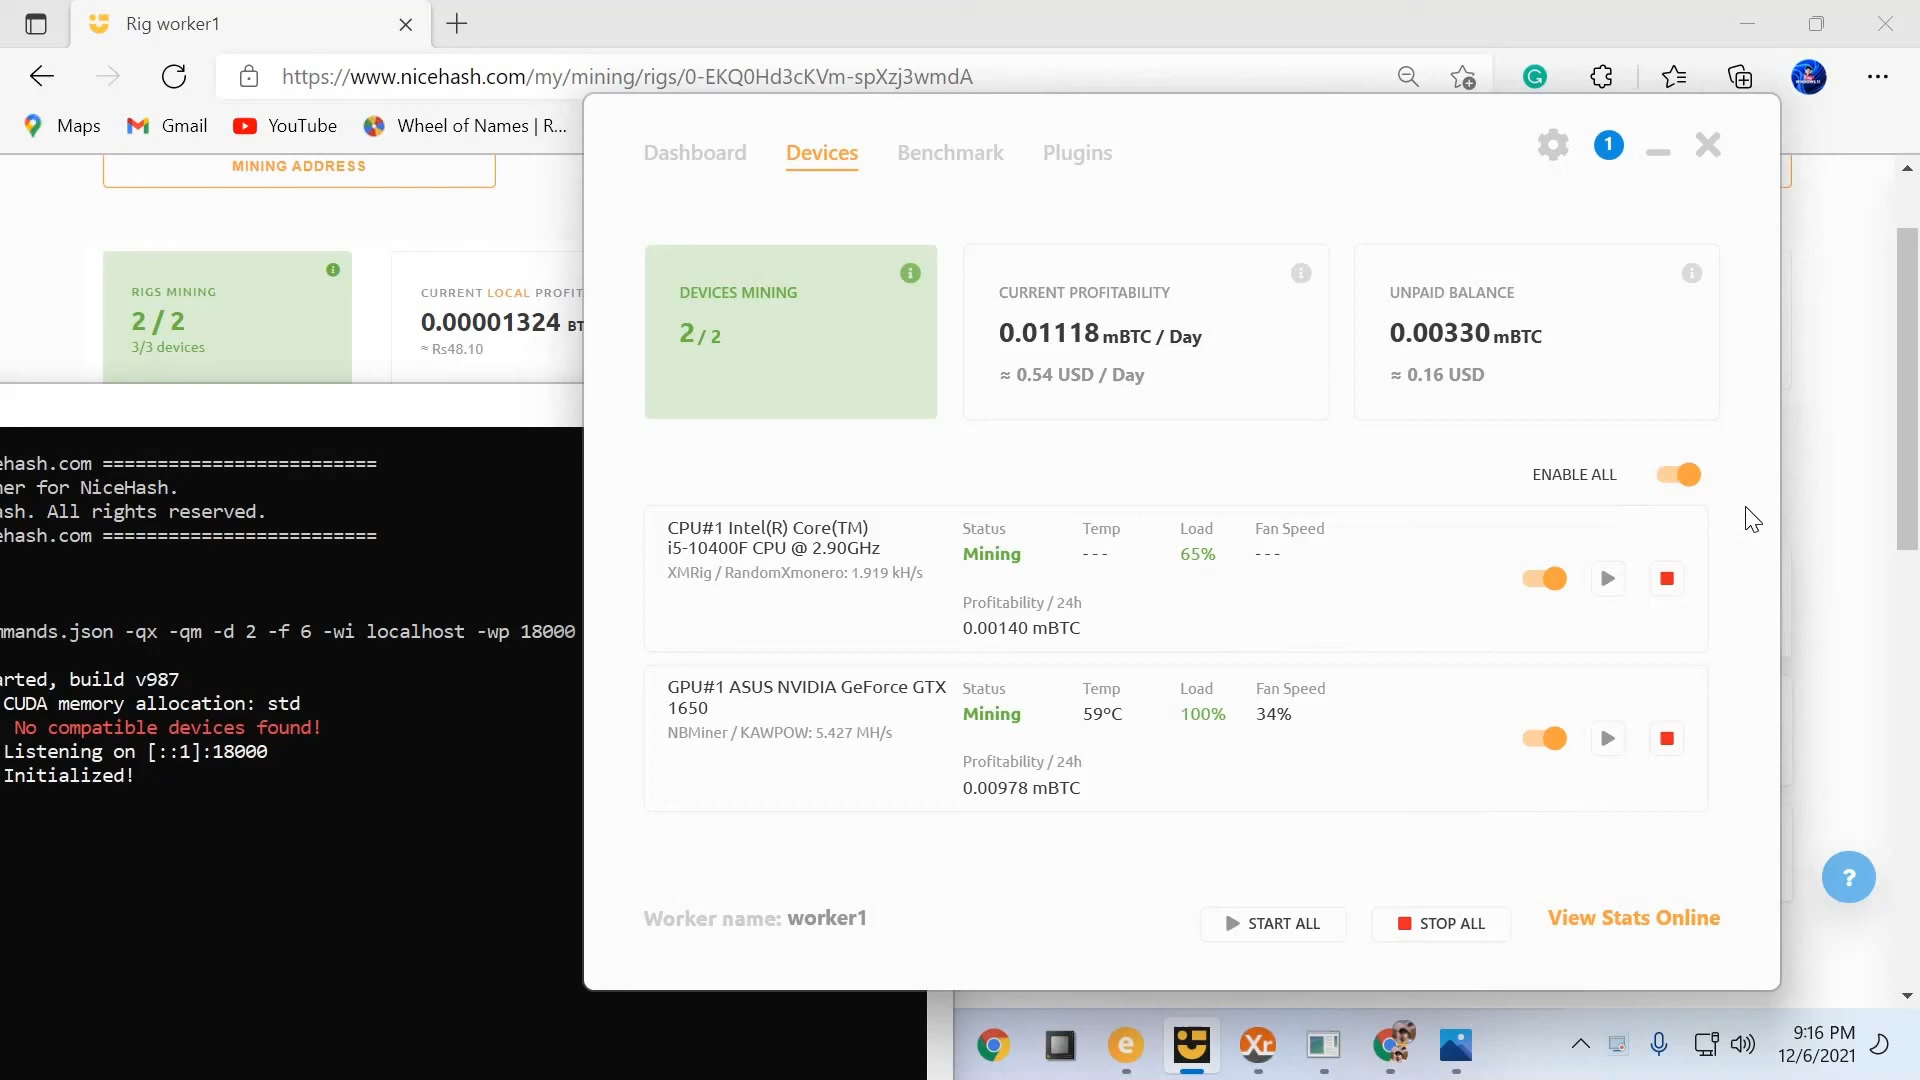 Rig worker1
https://www.nicehash.com/my/mining/rigs/0-EKQ0Hd3cKVm-spXzj3wmdA
Maps
Gmail
YouTube
Wheel of Names | R...
MINING ADDRESS
RIGS MINING
2 / 2
3/3 devices
CURRENT LOCAL PROFIT
0.00001324 BT
≈ Rs48.10
ehash.com =========================
ner for NiceHash.
ash. All rights reserved.
ehash.com =========================
mmands.json -qx -qm -d 2 -f 6 -wi localhost -wp 18000
arted, build v987
CUDA memory allocation: std
No compatible devices found!
Listening on [::1]:18000
Initialized!
Dashboard
Devices
Benchmark
Plugins
1
DEVICES MINING
2 / 2
CURRENT PROFITABILITY
0.01118 mBTC / Day
≈ 0.54 USD / Day
UNPAID BALANCE
0.00330 mBTC
≈ 0.16 USD
ENABLE ALL
CPU#1 Intel(R) Core(TM)
i5-10400F CPU @ 2.90GHz
XMRig / RandomXmonero: 1.919 kH/s
Status Temp Load Fan Speed
Mining --- 65% ---
Profitability / 24h
0.00140 mBTC
GPU#1 ASUS NVIDIA GeForce GTX
1650
NBMiner / KAWPOW: 5.427 MH/s
Status Temp Load Fan Speed
Mining 59°C 100% 34%
Profitability / 24h
0.00978 mBTC
Worker name: worker1
START ALL
STOP ALL
View Stats Online
?
e
Xr
9:16 PM
12/6/2021